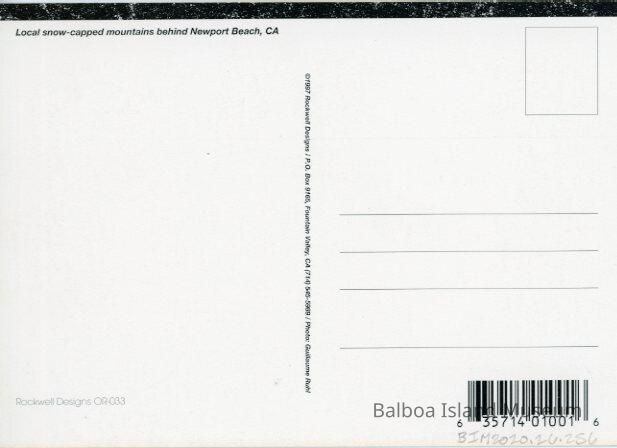 Local snow-capped mountains behind Newport Beach, CA
©1997 Rockwell Designs / P.O. Box 9165, Fountain Valley, CA (714) 545-5989 / Photo: Guillaume Ruhl
Rockwell Designs OR-033
Balboa Island Museum
6 35714 01001 6
BIM2020.26.256